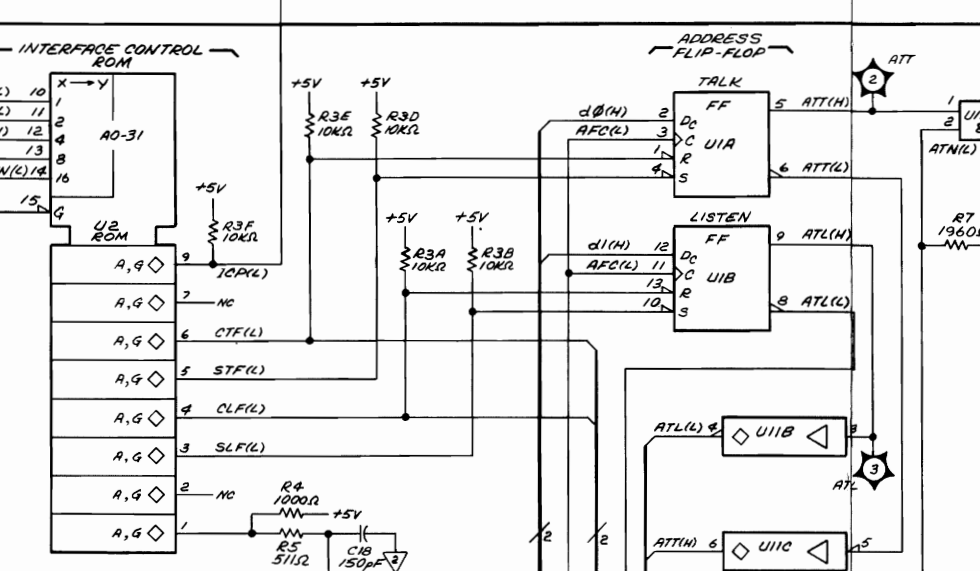 INTERFACE CONTROL
ROM
ADDRESS
FLIP-FLOP
X → Y
10
1
11
2
12
4
13
8
N(L) 14
16
15
G
A0-31
U2
ROM
+5V
R3F
10KΩ
+5V
R3E
10KΩ
+5V
R3D
10KΩ
+5V
R3A
10KΩ
+5V
R3B
10KΩ
TALK
FF
U1A
dØ(H) 2
DC
AFC(L) 3
C
1
R
4
S
5 ATT(H)
6 ATT(L)
2
ATT
1
2
ATN(L)
R7
1960Ω
LISTEN
FF
U1B
d1(H) 12
DC
AFC(L) 11
C
13
R
10
S
9 ATL(H)
8 ATL(L)
A,G
9
ICP(L)
A,G
7 NC
A,G
6 CTF(L)
A,G
5 STF(L)
A,G
4 CLF(L)
A,G
3 SLF(L)
A,G
2 NC
A,G
1
R4
1000Ω
+5V
R5
511Ω
C18
150pF
2
2
2
ATL(L) 4
U11B
3
3
ATL
ATT(H) 6
U11C
5